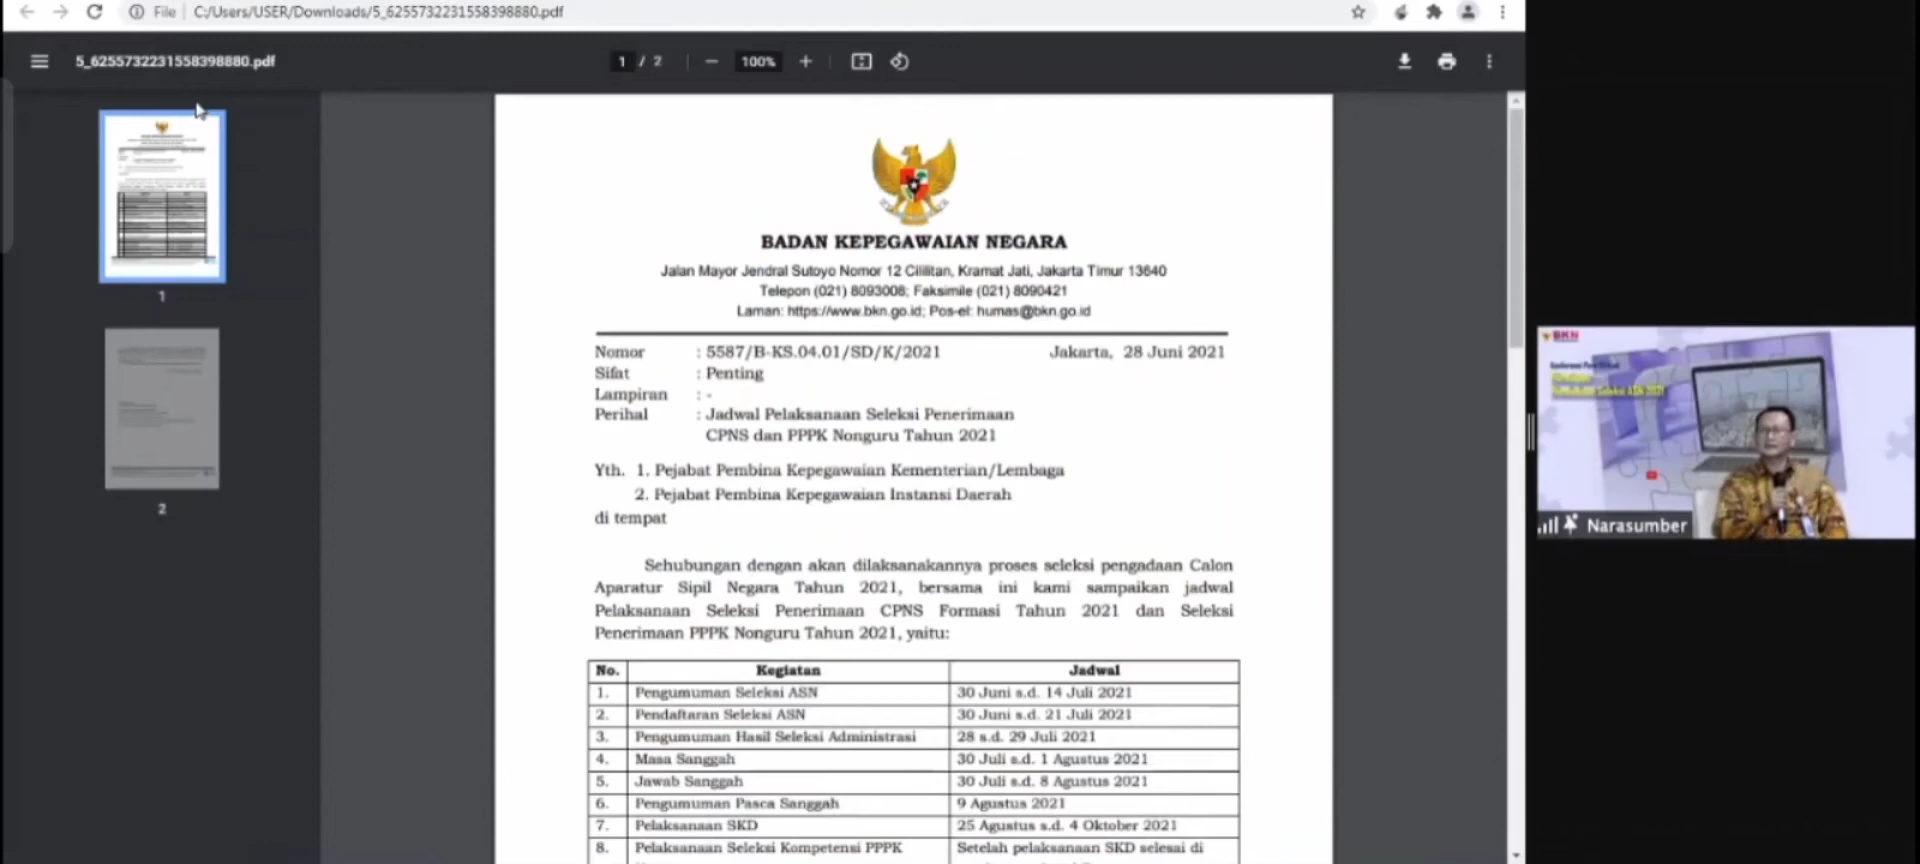 File
C:/Users/USER/Downloads/5_6255732231558398880.pdf
5_6255732231558398880.pdf
1 / 2
100%
1
2
BADAN KEPEGAWAIAN NEGARA
Jalan Mayor Jendral Sutoyo Nomor 12 Cililitan, Kramat Jati, Jakarta Timur 13640
Telepon (021) 8093008; Faksimile (021) 8090421
Laman: https://www.bkn.go.id; Pos-el: humas@bkn.go.id
Nomor : 5587/B-KS.04.01/SD/K/2021 Jakarta, 28 Juni 2021
Sifat : Penting
Lampiran : -
Perihal : Jadwal Pelaksanaan Seleksi Penerimaan
CPNS dan PPPK Nonguru Tahun 2021
Yth. 1. Pejabat Pembina Kepegawaian Kementerian/Lembaga
2. Pejabat Pembina Kepegawaian Instansi Daerah
di tempat
Sehubungan dengan akan dilaksanakannya proses seleksi pengadaan Calon
Aparatur Sipil Negara Tahun 2021, bersama ini kami sampaikan jadwal
Pelaksanaan Seleksi Penerimaan CPNS Formasi Tahun 2021 dan Seleksi
Penerimaan PPPK Nonguru Tahun 2021, yaitu:
No. Kegiatan Jadwal
1. Pengumuman Seleksi ASN 30 Juni s.d. 14 Juli 2021
2. Pendaftaran Seleksi ASN 30 Juni s.d. 21 Juli 2021
3. Pengumuman Hasil Seleksi Administrasi 28 s.d. 29 Juli 2021
4. Masa Sanggah 30 Juli s.d. 1 Agustus 2021
5. Jawab Sanggah 30 Juli s.d. 8 Agustus 2021
6. Pengumuman Pasca Sanggah 9 Agustus 2021
7. Pelaksanaan SKD 25 Agustus s.d. 4 Oktober 2021
8. Pelaksanaan Seleksi Kompetensi PPPK Setelah pelaksanaan SKD selesai di
BKN
Seleksi ASN 2021
Narasumber